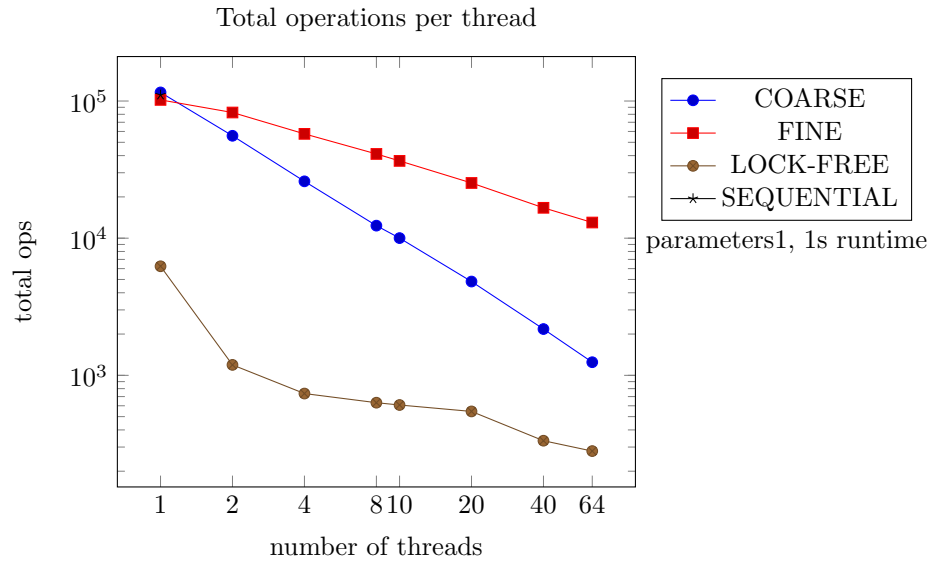 Total operations per thread
10^5
10^4
10^3
total ops
1 2 4 8 10 20 40 64
number of threads
COARSE
FINE
LOCK-FREE
SEQUENTIAL
parameters1, 1s runtime